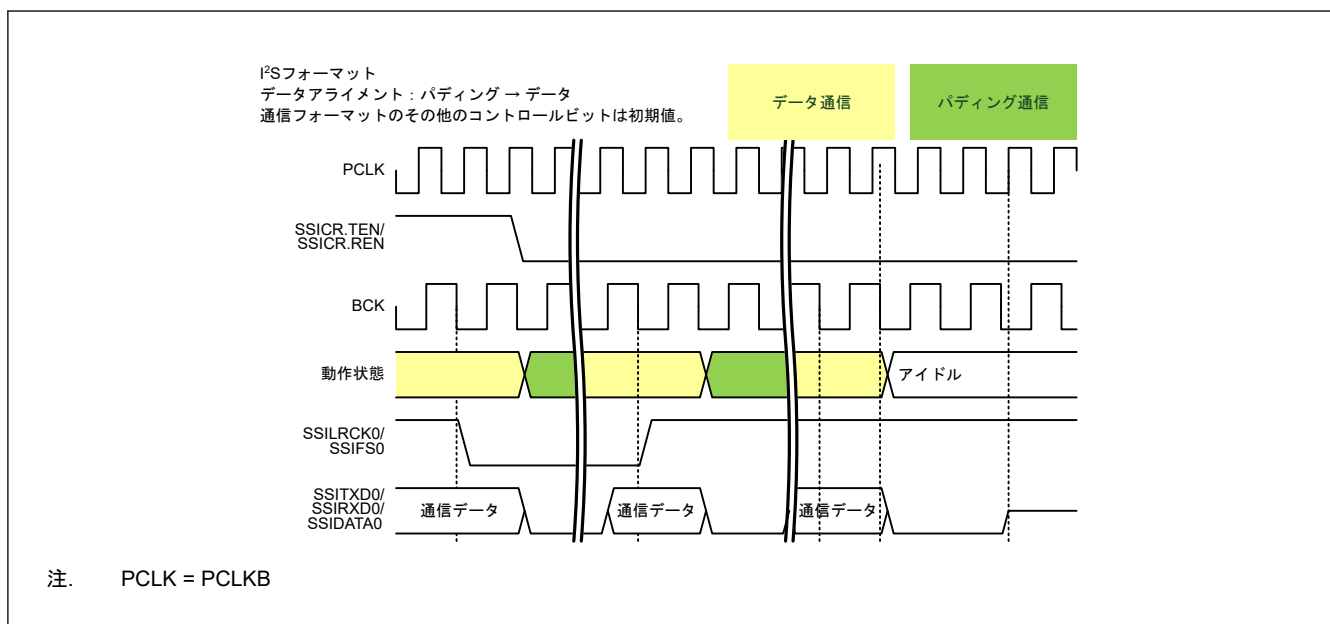 I²Sフォーマット
データアライメント：パディング → データ
通信フォーマットのその他のコントロールビットは初期値。
データ通信
パディング通信
PCLK
SSICR.TEN/
SSICR.REN
BCK
動作状態
アイドル
SSILRCK0/
SSIFS0
SSITXD0/
SSIRXD0/
SSIDATA0
通信データ
通信データ
通信データ
注. PCLK = PCLKB